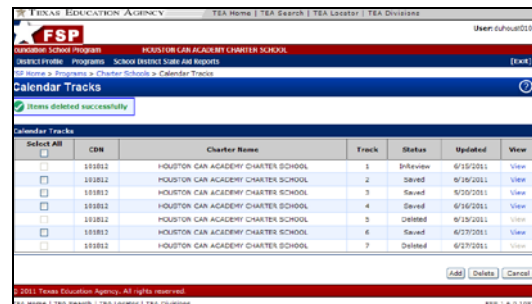 TEXAS EDUCATION AGENCY TEA Home | TEA Search | TEA Locator | TEA Divisions
FSP User: duhoust010
oundation School Program HOUSTON CAN ACADEMY CHARTER SCHOOL
District Profile Programs School District State Aid Reports [Exit]
FSP Home > Programs > Charter Schools > Calendar Tracks
Calendar Tracks
Items deleted successfully
Calendar Tracks
Select All CDN Charter Name Track Status Updated View
101812 HOUSTON CAN ACADEMY CHARTER SCHOOL 1 InReview 6/15/2011 View
101812 HOUSTON CAN ACADEMY CHARTER SCHOOL 2 Saved 6/16/2011 View
101812 HOUSTON CAN ACADEMY CHARTER SCHOOL 3 Saved 5/20/2011 View
101812 HOUSTON CAN ACADEMY CHARTER SCHOOL 4 Saved 6/16/2011 View
101812 HOUSTON CAN ACADEMY CHARTER SCHOOL 5 Deleted 6/15/2011 View
101812 HOUSTON CAN ACADEMY CHARTER SCHOOL 6 Saved 6/27/2011 View
101812 HOUSTON CAN ACADEMY CHARTER SCHOOL 7 Deleted 6/27/2011 View
Add Delete Cancel
© 2011 Texas Education Agency. All rights reserved.
TEA Home | TEA Search | TEA Locator | TEA Divisions